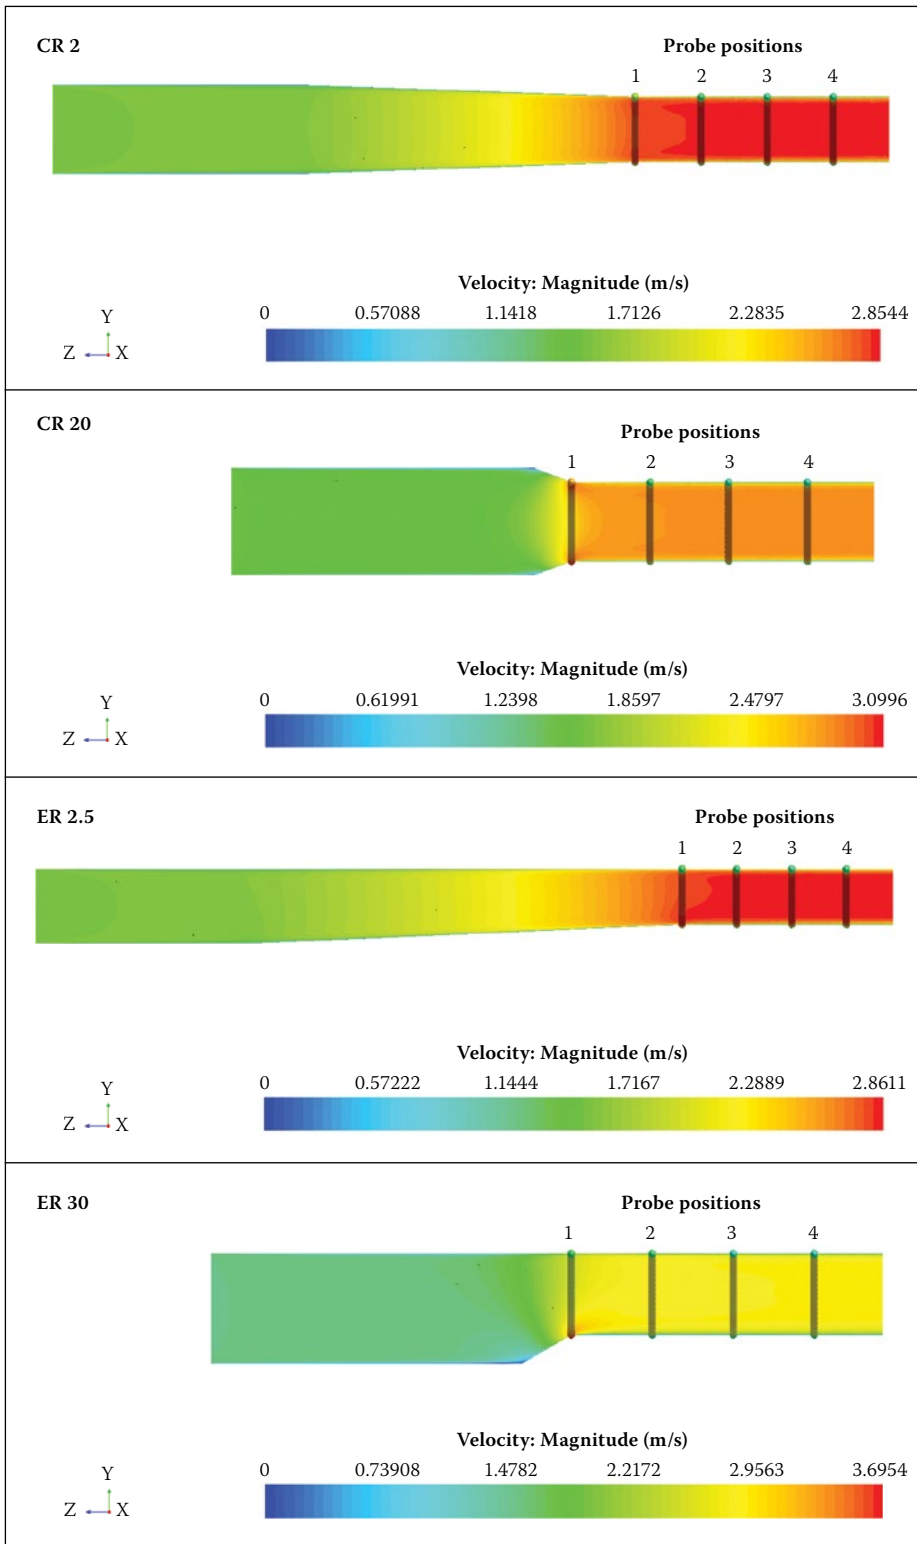 CR 2
Probe positions
1 2 3 4
Velocity: Magnitude (m/s)
0 0.57088 1.1418 1.7126 2.2835 2.8544
Y
Z X
CR 20
Probe positions
1 2 3 4
Velocity: Magnitude (m/s)
0 0.61991 1.2398 1.8597 2.4797 3.0996
Y
Z X
ER 2.5
Probe positions
1 2 3 4
Velocity: Magnitude (m/s)
0 0.57222 1.1444 1.7167 2.2889 2.8611
Y
Z X
ER 30
Probe positions
1 2 3 4
Velocity: Magnitude (m/s)
0 0.73908 1.4782 2.2172 2.9563 3.6954
Y
Z X